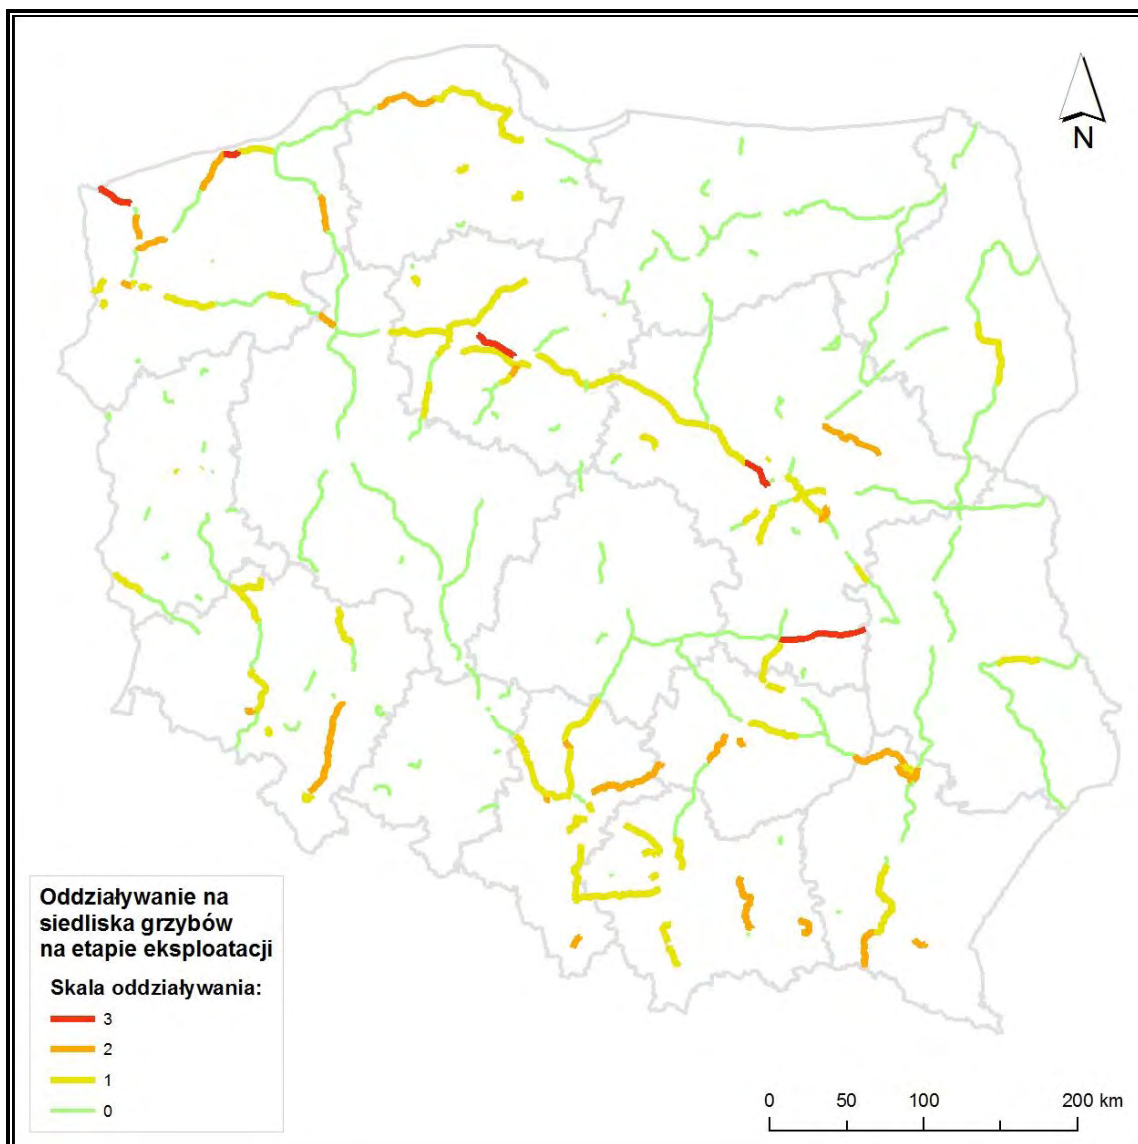 N
Oddziaływanie na
siedliska grzybów
na etapie eksploatacji
Skala oddziaływania:
3
2
1
0
0 50 100 200 km